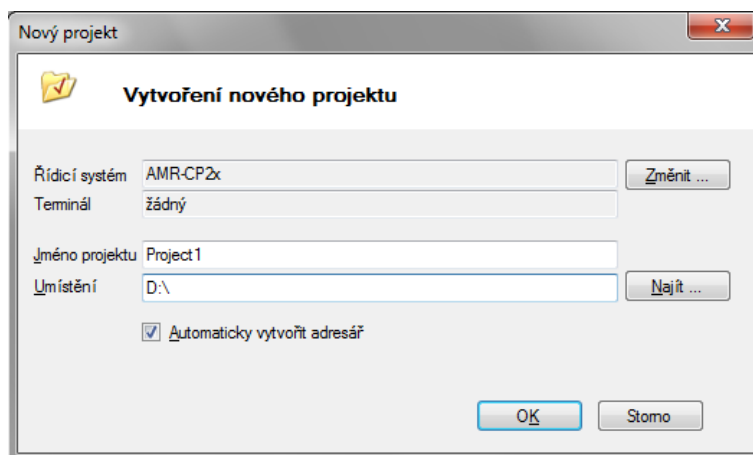 Nový projekt
Vytvoření nového projektu
Řídicí systém AMR-CP2x Změnit ...
Terminál žádný
Jméno projektu Project1
Umístění D:\ Najít ...
Automaticky vytvořit adresář
OK Storno